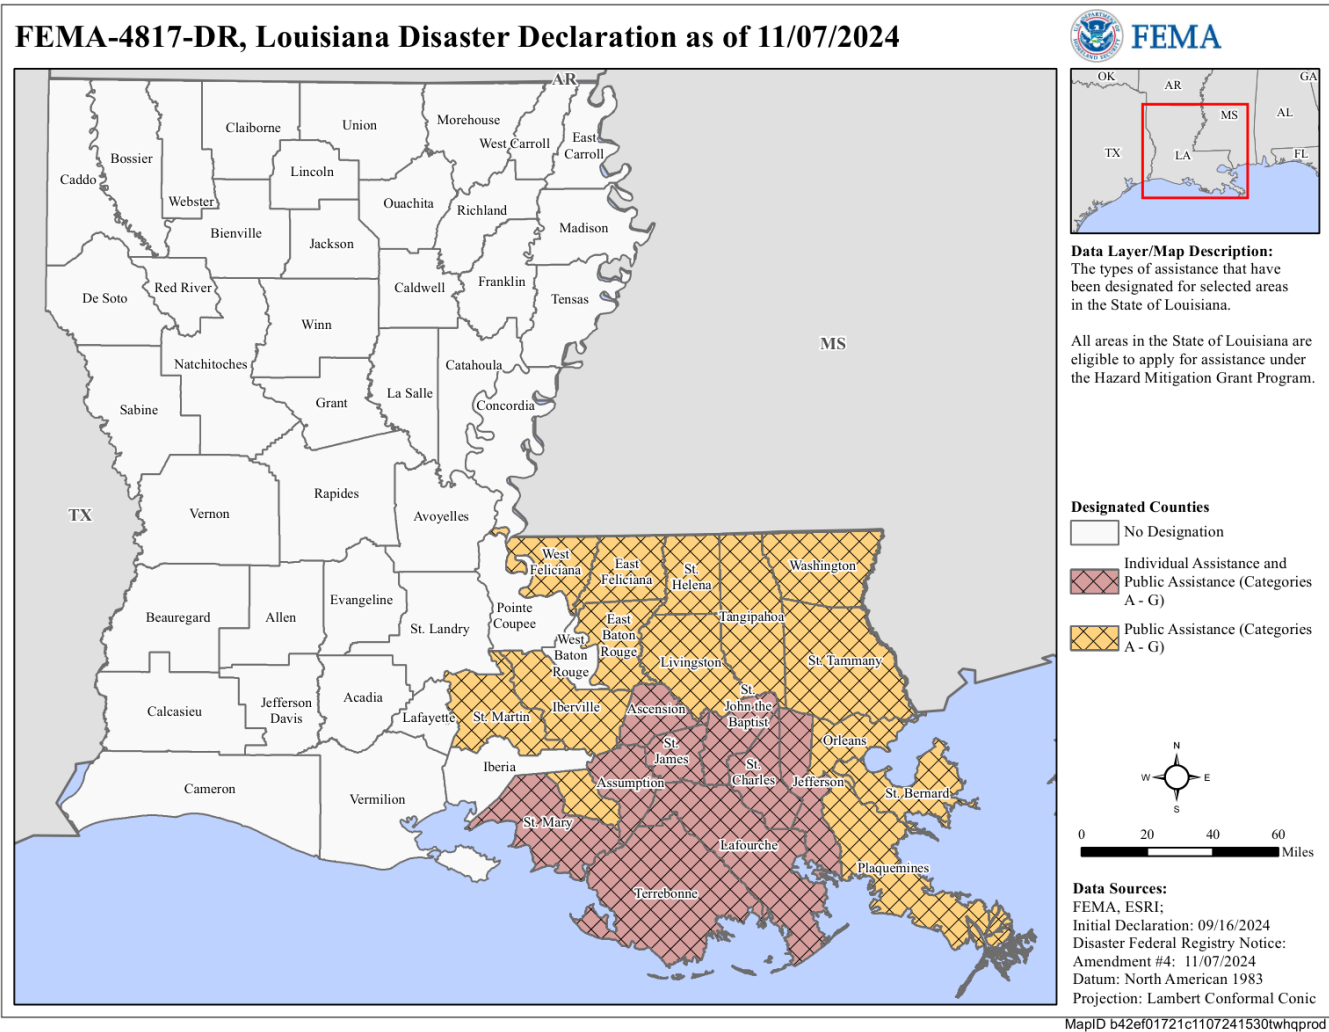 FEMA-4817-DR, Louisiana Disaster Declaration as of 11/07/2024
FEMA
AR
Claiborne
Union
Morehouse
West Carroll
East
Carroll
Bossier
Caddo
Webster
Lincoln
Ouachita
Richland
Madison
Bienville
Jackson
De Soto
Red River
Caldwell
Franklin
Tensas
Winn
Natchitoches
Catahoula
MS
Sabine
Grant
La Salle
Concordia
TX
Vernon
Rapides
Avoyelles
West
Feliciana
East
Feliciana
St.
Helena
Washington
Beauregard
Allen
Evangeline
St. Landry
Pointe
Coupee
West
Baton
Rouge
East
Baton
Rouge
Tangipahoa
Livingston
St. Tammany
Calcasieu
Jefferson
Davis
Acadia
Lafayette
St. Martin
Iberville
Ascension
St.
John the
Baptist
Orleans
St.
James
St.
Charles
Jefferson
St. Bernard
Iberia
Assumption
Cameron
Vermilion
St. Mary
Lafourche
Plaquemines
Terrebonne
OK
AR
GA
MS
AL
TX
LA
FL
Data Layer/Map Description:
The types of assistance that have
been designated for selected areas
in the State of Louisiana.
All areas in the State of Louisiana are
eligible to apply for assistance under
the Hazard Mitigation Grant Program.
Designated Counties
No Designation
Individual Assistance and
Public Assistance (Categories
A - G)
Public Assistance (Categories
A - G)
N
W E
S
0 20 40 60
Miles
Data Sources:
FEMA, ESRI;
Initial Declaration: 09/16/2024
Disaster Federal Registry Notice:
Amendment #4: 11/07/2024
Datum: North American 1983
Projection: Lambert Conformal Conic
MapID b42ef01721c1107241530twhqprod